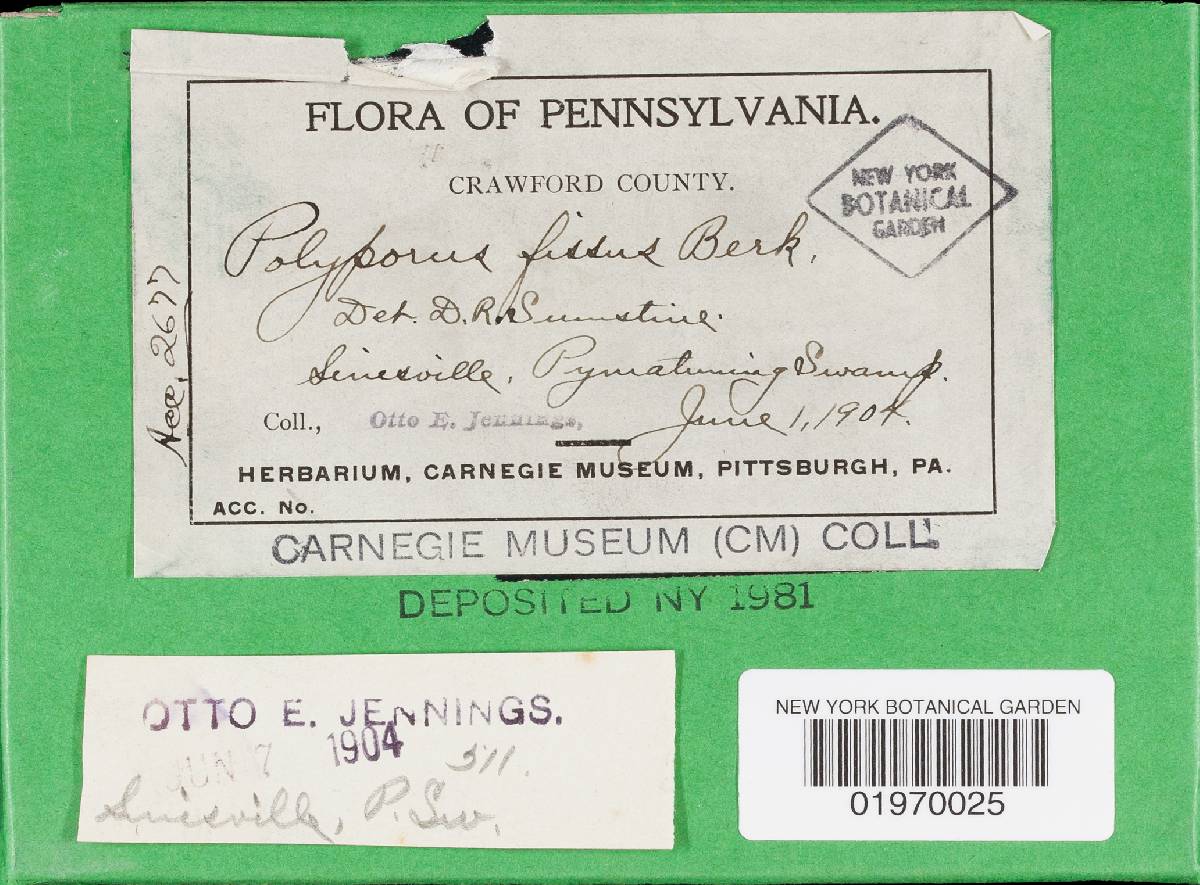 FLORA OF PENNSYLVANIA.
CRAWFORD COUNTY.
NEW YORK
BOTANICAL
GARDEN
Polyporus fissus Berk.
Det. D. R. Sumstine.
Linesville, Pymatuning Swamp.
Coll., Otto E. Jennings, June 1, 1904.
HERBARIUM, CARNEGIE MUSEUM, PITTSBURGH, PA.
ACC. No.
Acc. 2677
CARNEGIE MUSEUM (CM) COLL.
DEPOSITED NY 1981
OTTO E. JENNINGS.
JUN 7 1904 511.
Linesville, P. Sw.
NEW YORK BOTANICAL GARDEN
01970025